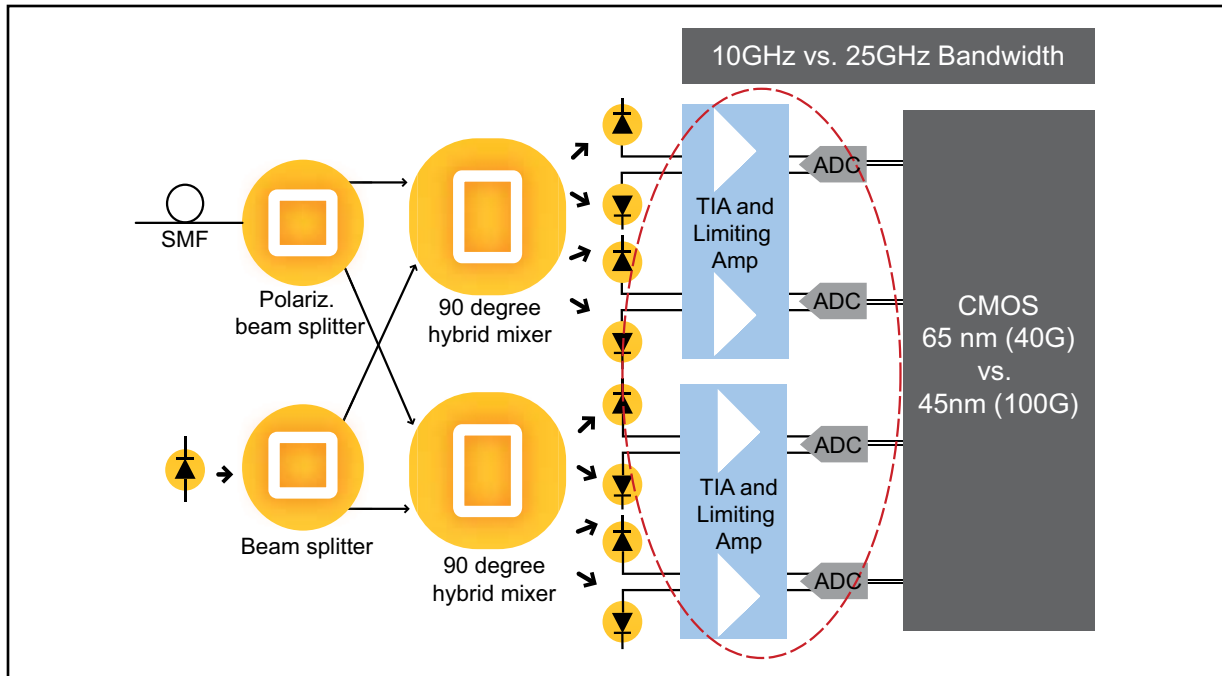 10GHz vs. 25GHz Bandwidth
SMF
Polariz.
beam splitter
90 degree
hybrid mixer
TIA and
Limiting
Amp
ADC
ADC
CMOS
65 nm (40G)
vs.
45nm (100G)
Beam splitter
90 degree
hybrid mixer
TIA and
Limiting
Amp
ADC
ADC